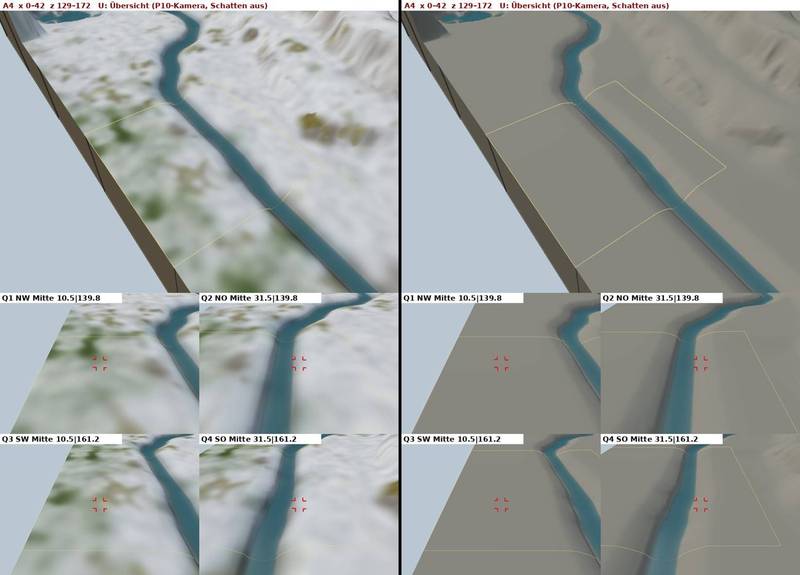 A4 x 0-42 z 129-172 U: Übersicht (P10-Kamera, Schatten aus)
A4 x 0-42 z 129-172 U: Übersicht (P10-Kamera, Schatten aus)
Q1 NW Mitte 10.5|139.8
Q2 NO Mitte 31.5|139.8
Q1 NW Mitte 10.5|139.8
Q2 NO Mitte 31.5|139.8
Q3 SW Mitte 10.5|161.2
Q4 SO Mitte 31.5|161.2
Q3 SW Mitte 10.5|161.2
Q4 SO Mitte 31.5|161.2